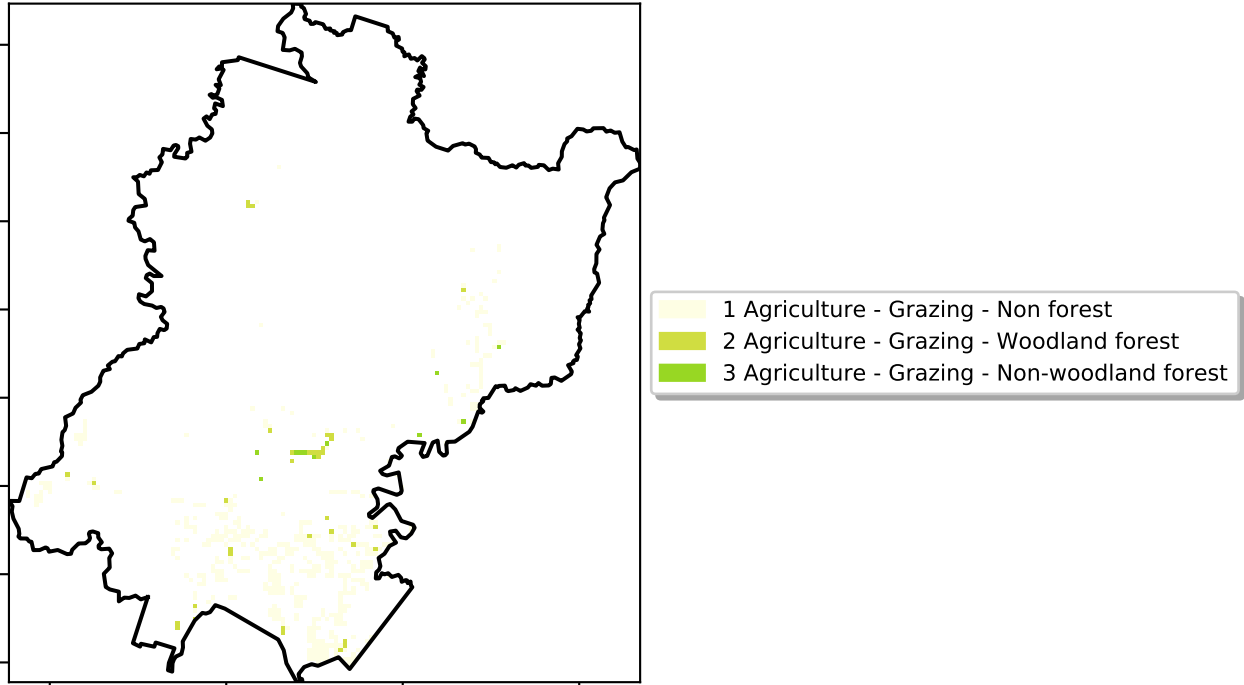 1 Agriculture - Grazing - Non forest
2 Agriculture - Grazing - Woodland forest
3 Agriculture - Grazing - Non-woodland forest